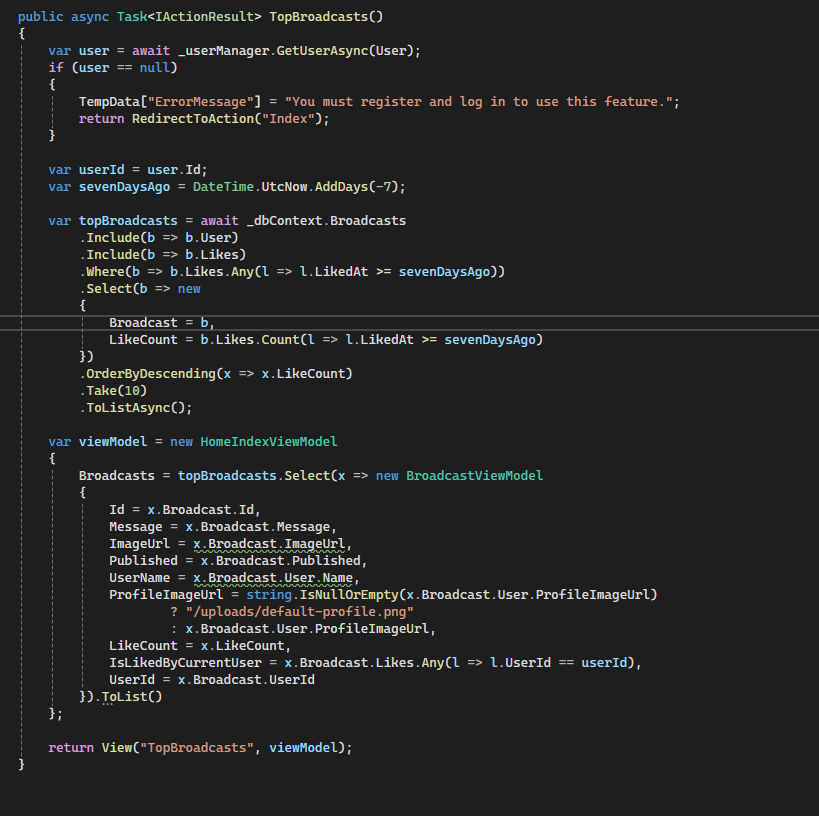 public async Task<IActionResult> TopBroadcasts()
{
    var user = await _userManager.GetUserAsync(User);
    if (user == null)
    {
        TempData["ErrorMessage"] = "You must register and log in to use this feature.";
        return RedirectToAction("Index");
    }

    var userId = user.Id;
    var sevenDaysAgo = DateTime.UtcNow.AddDays(-7);

    var topBroadcasts = await _dbContext.Broadcasts
        .Include(b => b.User)
        .Include(b => b.Likes)
        .Where(b => b.Likes.Any(l => l.LikedAt >= sevenDaysAgo))
        .Select(b => new
        {
            Broadcast = b,
            LikeCount = b.Likes.Count(l => l.LikedAt >= sevenDaysAgo)
        })
        .OrderByDescending(x => x.LikeCount)
        .Take(10)
        .ToListAsync();

    var viewModel = new HomeIndexViewModel
    {
        Broadcasts = topBroadcasts.Select(x => new BroadcastViewModel
        {
            Id = x.Broadcast.Id,
            Message = x.Broadcast.Message,
            ImageUrl = x.Broadcast.ImageUrl,
            Published = x.Broadcast.Published,
            UserName = x.Broadcast.User.Name,
            ProfileImageUrl = string.IsNullOrEmpty(x.Broadcast.User.ProfileImageUrl)
                    ? "/uploads/default-profile.png"
                    : x.Broadcast.User.ProfileImageUrl,
            LikeCount = x.LikeCount,
            IsLikedByCurrentUser = x.Broadcast.Likes.Any(l => l.UserId == userId),
            UserId = x.Broadcast.UserId
        }).ToList()
    };

    return View("TopBroadcasts", viewModel);
}